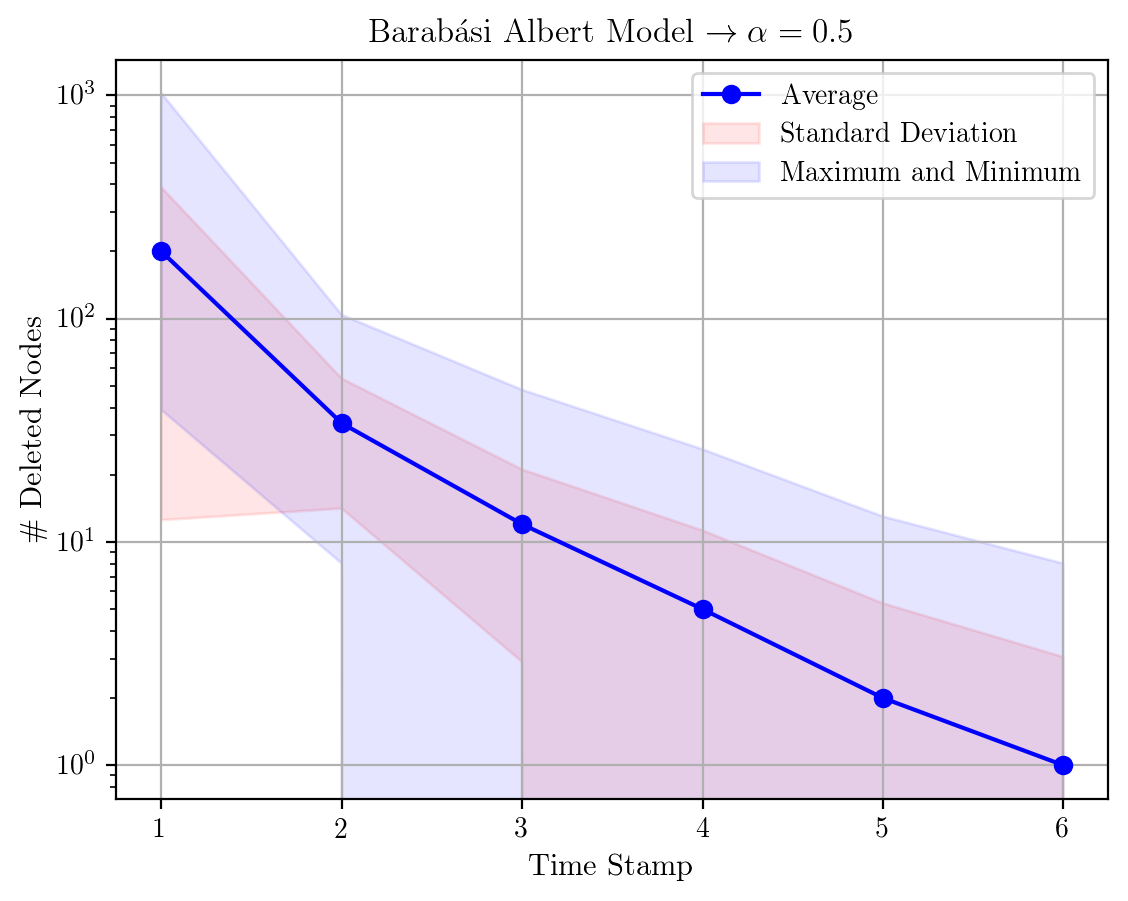 Barabási Albert Model → α = 0.5
10³
10²
10¹
10⁰
# Deleted Nodes
Average
Standard Deviation
Maximum and Minimum
1 2 3 4 5 6
Time Stamp